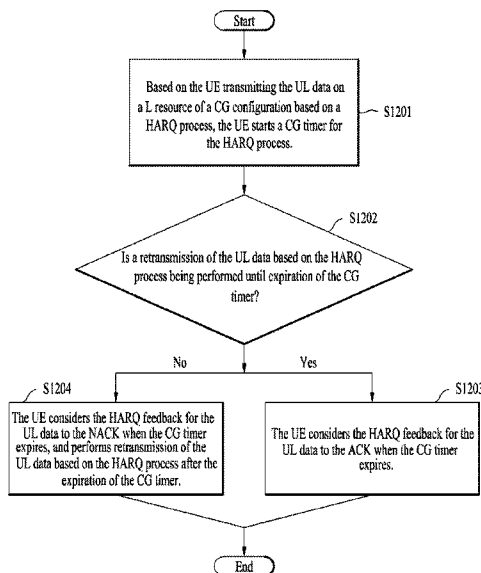 Start
Based on the UE transmitting the UL data on
a L resource of a CG configuration based on a
HARQ process, the UE starts a CG timer for
the HARQ process.
S1201
S1202
Is a retransmission of the UL data based on the HARQ
process being performed until expiration of the CG
timer?
No
Yes
S1204
The UE considers the HARQ feedback for the
UL data to the NACK when the CG timer
expires, and performs retransmission of the
UL data based on the HARQ process after the
expiration of the CG timer.
S1203
The UE considers the HARQ feedback for the
UL data to the ACK when the CG timer
expires.
End